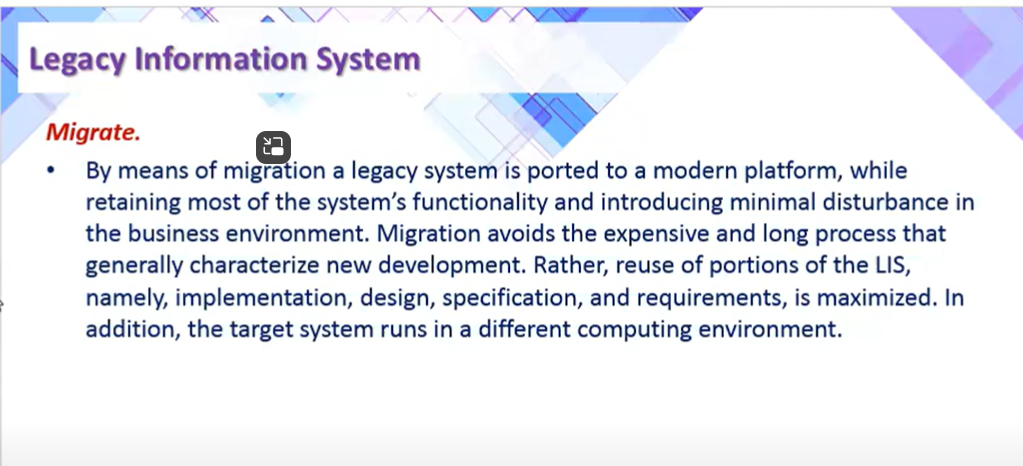 Legacy Information System
Migrate.
• By means of migration a legacy system is ported to a modern platform, while
retaining most of the system's functionality and introducing minimal disturbance in
the business environment. Migration avoids the expensive and long process that
generally characterize new development. Rather, reuse of portions of the LIS,
namely, implementation, design, specification, and requirements, is maximized. In
addition, the target system runs in a different computing environment.